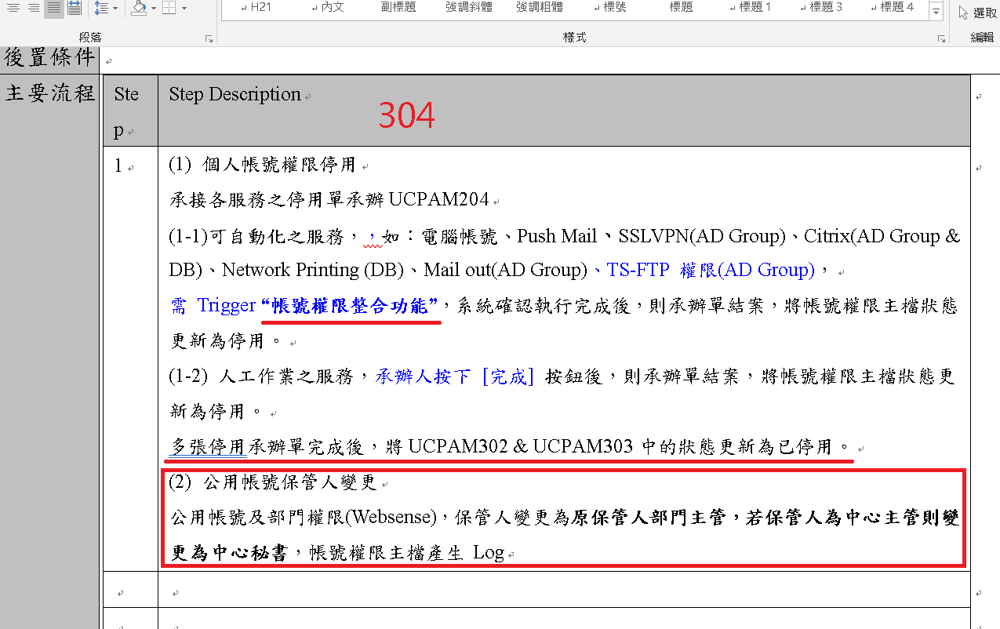 H21 內文 副標題 強調斜體 強調粗體 標號 標題 標題 1 標題 3 標題 4 選取
段落 樣式 編輯
後置條件
主要流程
Step
Step Description
304
1
(1) 個人帳號權限停用
承接各服務之停用單承辦 UCPAM204
(1-1)可自動化之服務，，如：電腦帳號、Push Mail、SSLVPN(AD Group)、Citrix(AD Group &
DB)、Network Printing (DB)、Mail out(AD Group)、TS-FTP 權限(AD Group)，
需 Trigger “帳號權限整合功能”，系統確認執行完成後，則承辦單結案，將帳號權限主檔狀態
更新為停用。
(1-2) 人工作業之服務，承辦人按下 [完成] 按鈕後，則承辦單結案，將帳號權限主檔狀態更
新為停用。
多張停用承辦單完成後，將 UCPAM302 & UCPAM303 中的狀態更新為已停用。
(2) 公用帳號保管人變更
公用帳號及部門權限(Websense)，保管人變更為原保管人部門主管，若保管人為中心主管則變
更為中心秘書，帳號權限主檔產生 Log